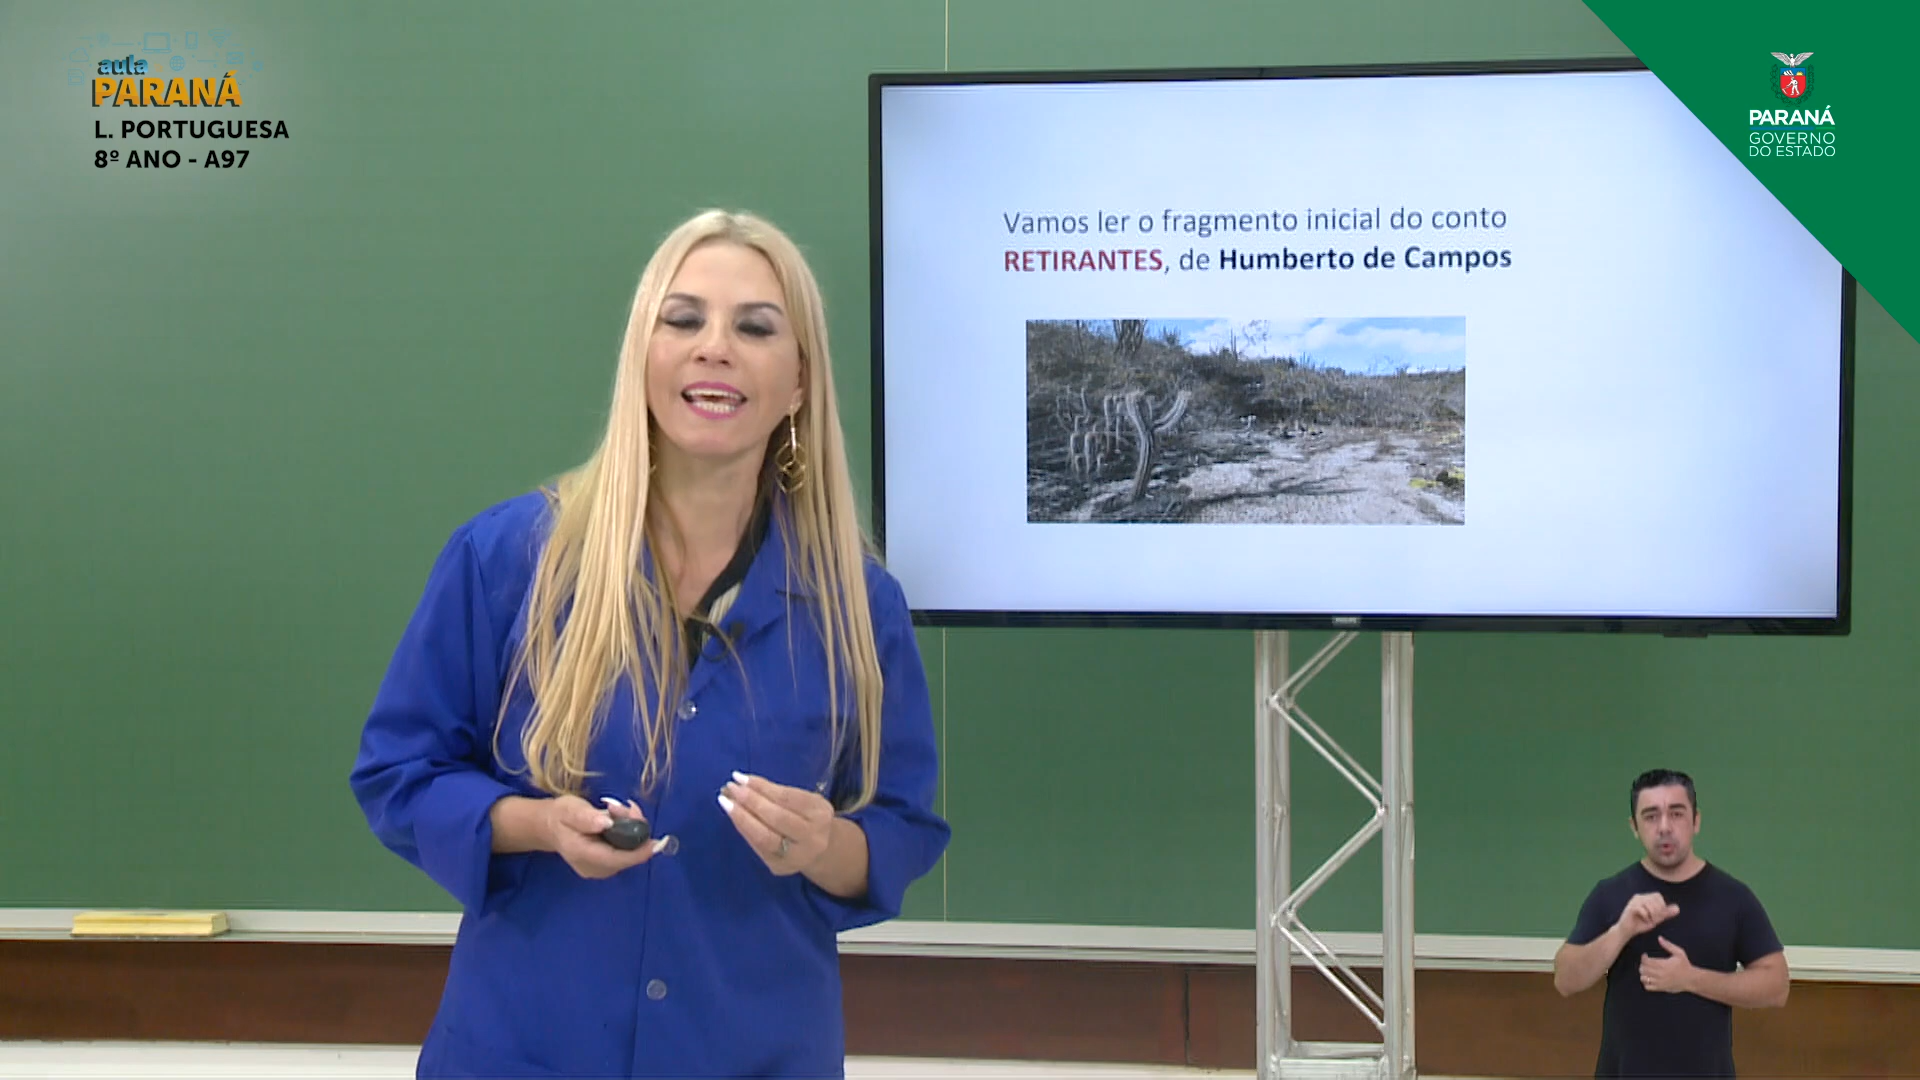 aula
PARANÁ
L. PORTUGUESA
8º ANO - A97
Vamos ler o fragmento inicial do conto
RETIRANTES, de Humberto de Campos
PARANÁ
GOVERNO
DO ESTADO
PHILIPS